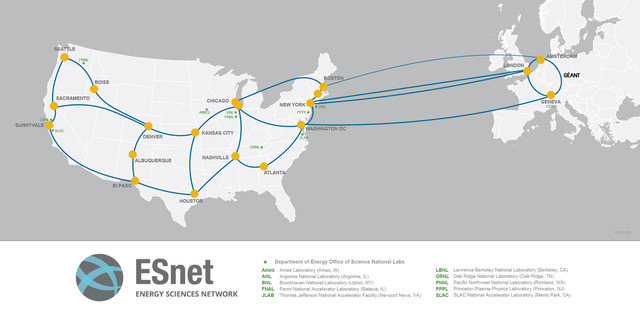 SEATTLE
PNNL
BOISE
SACRAMENTO
SUNNYVALE
LBNL
SLAC
DENVER
ALBUQUERQUE
El PASO
KANSAS CITY
HOUSTON
CHICAGO
AMES
ANL
FNAL
NASHVILLE
ORNL
ATLANTA
BOSTON
NEW YORK
BNL
PPPL
WASHINGTON DC
JLAB
AMSTERDAM
LONDON
GÉANT
GENEVA
ESnet
ENERGY SCIENCES NETWORK
Department of Energy Office of Science National Labs
Ames Ames Laboratory (Ames, IA)
ANL Argonne National Laboratory (Argonne, IL)
BNL Brookhaven National Laboratory (Upton, NY)
FNAL Fermi National Accelerator Laboratory (Batavia, IL)
JLAB Thomas Jefferson National Accelerator Facility (Newport News, VA)
LBNL Lawrence Berkeley National Laboratory (Berkeley, CA)
ORNL Oak Ridge National Laboratory (Oak Ridge, TN)
PNNL Pacific Northwest National Laboratory (Richland, WA)
PPPL Princeton Plasma Physics Laboratory (Princeton, NJ)
SLAC SLAC National Accelerator Laboratory (Menlo Park, CA)